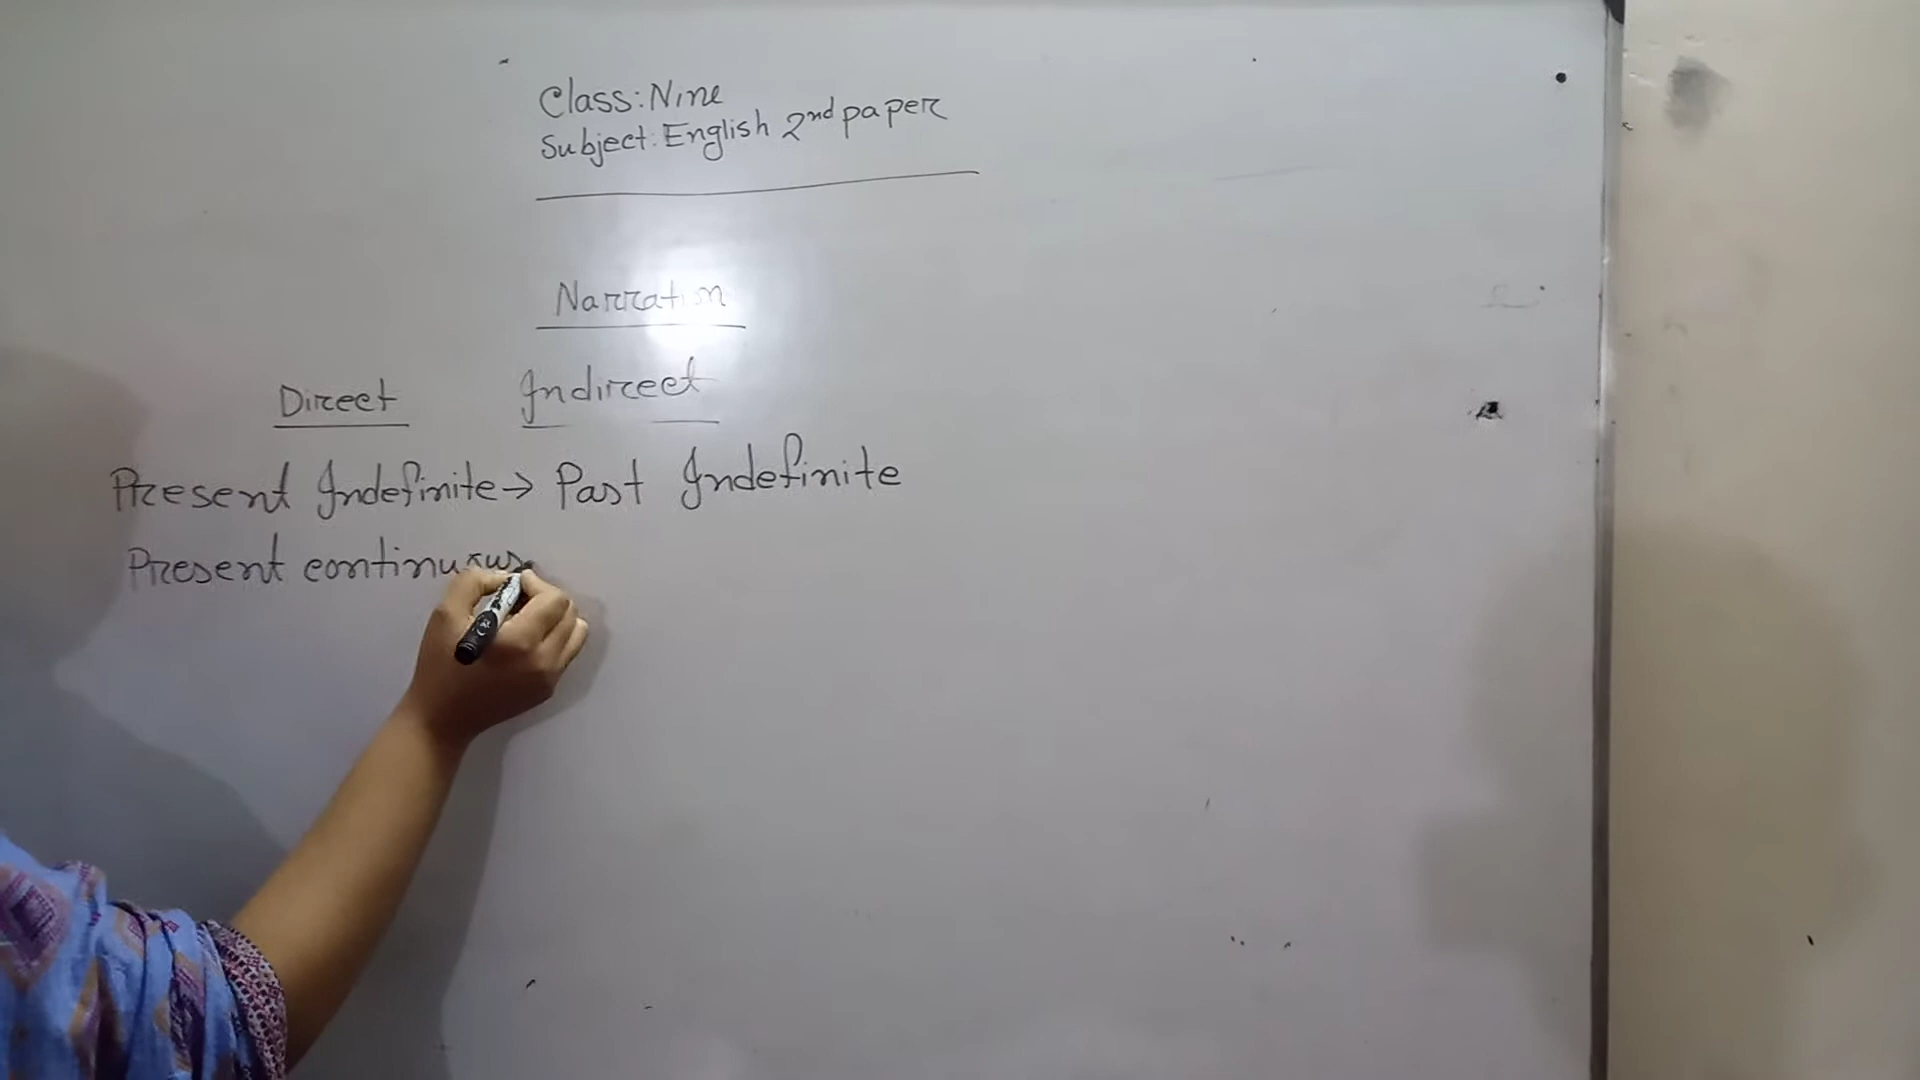 Class: Nine
Subject: English 2nd paper
Narration
Direct Indirect
Present Indefinite → Past Indefinite
Present continuous